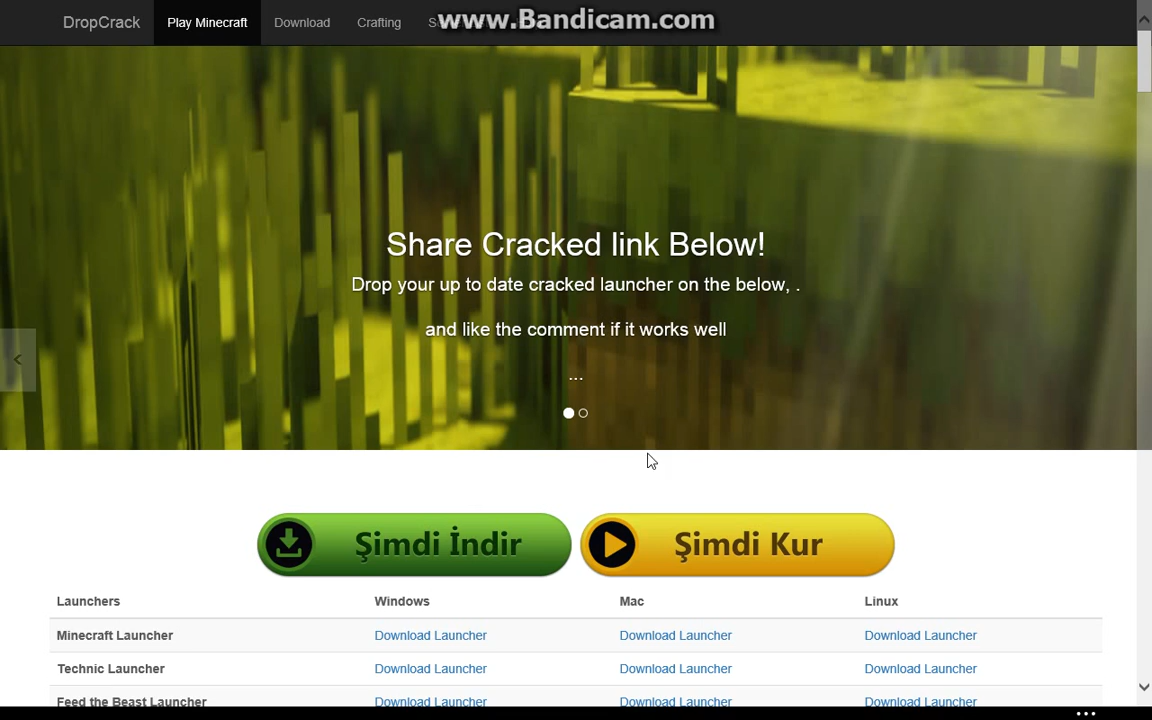 DropCrack Play Minecraft Download Crafting
www.Bandicam.com
Share Cracked link Below!
Drop your up to date cracked launcher on the below, .
and like the comment if it works well
...
Şimdi İndir Şimdi Kur
Launchers Windows Mac Linux
Minecraft Launcher Download Launcher Download Launcher Download Launcher
Technic Launcher Download Launcher Download Launcher Download Launcher
Feed the Beast Launcher Download Launcher Download Launcher Download Launcher